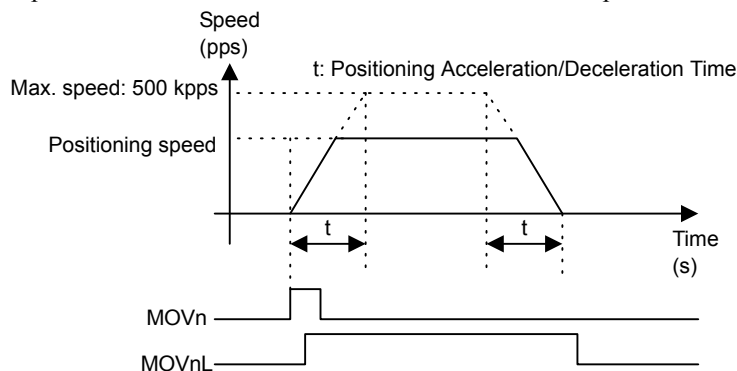 Speed
(pps)
t: Positioning Acceleration/Deceleration Time
Max. speed: 500 kpps
Positioning speed
t
t
Time
(s)
MOVn
MOVnL